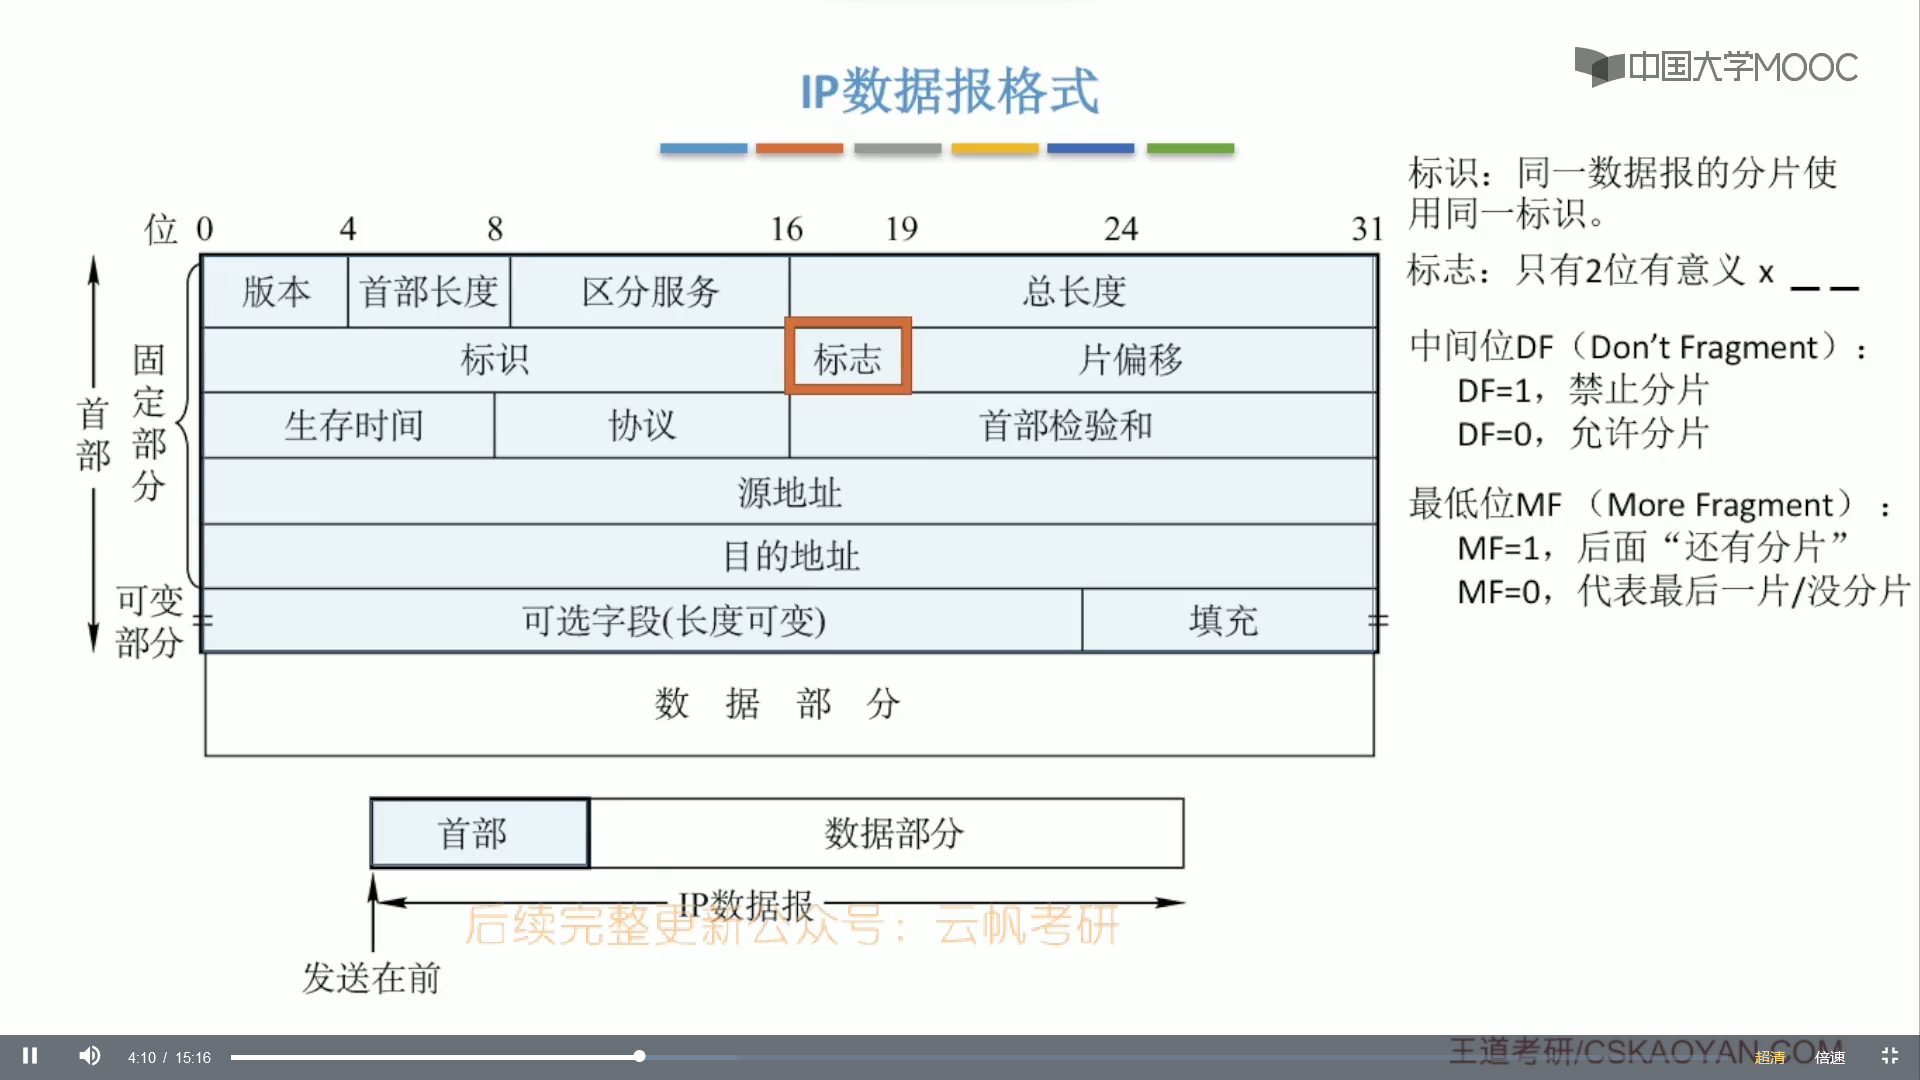 中国大学MOOC
IP数据报格式
位 0 4 8 16 19 24 31
版本 首部长度 区分服务 总长度
标识 标志 片偏移
生存时间 协议 首部检验和
源地址
目的地址
可选字段(长度可变) 填充
数 据 部 分
首部
固定部分
可变
部分
标识：同一数据报的分片使
用同一标识。
标志：只有2位有意义 x _ _
中间位DF（Don't Fragment）：
DF=1，禁止分片
DF=0，允许分片
最低位MF （More Fragment）：
MF=1，后面“还有分片”
MF=0，代表最后一片/没分片
首部 数据部分
IP数据报
后续完整更新公众号：云帆考研
发送在前
王道考研/CSKAOYAN.COM
4:10 / 15:16
超清 倍速